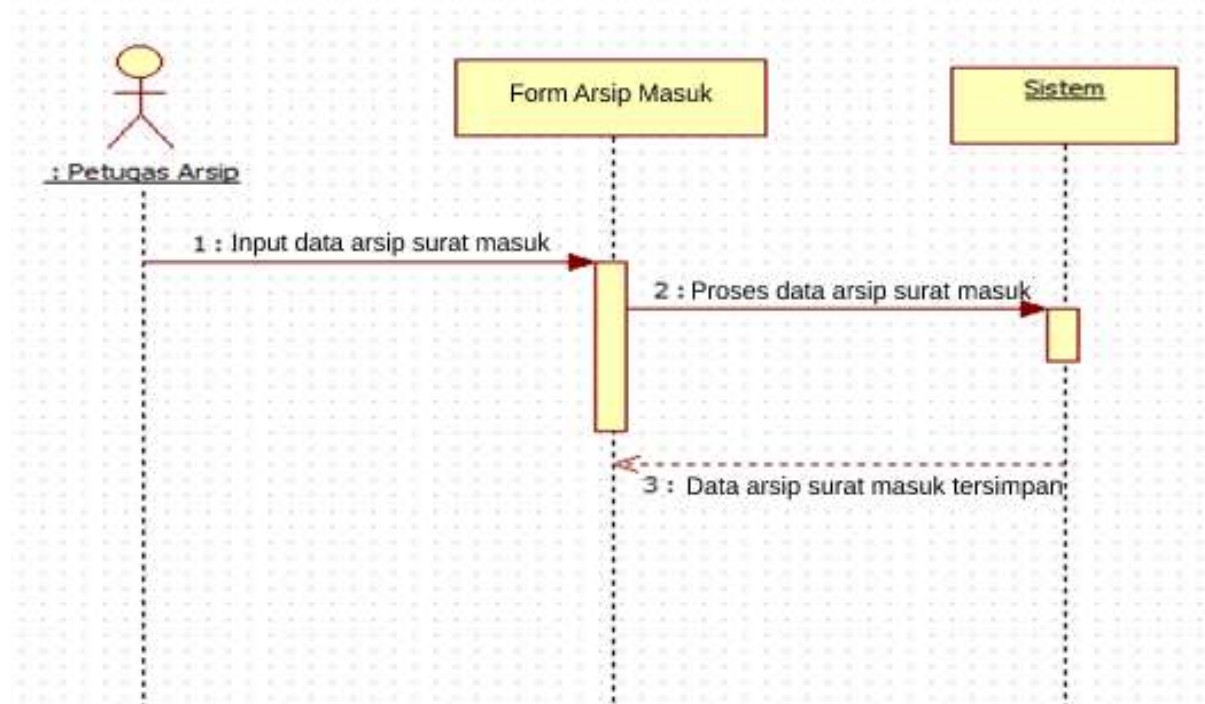 Form Arsip Masuk
Sistem
: Petugas Arsip
1 : Input data arsip surat masuk
2 : Proses data arsip surat masuk
3 : Data arsip surat masuk tersimpan